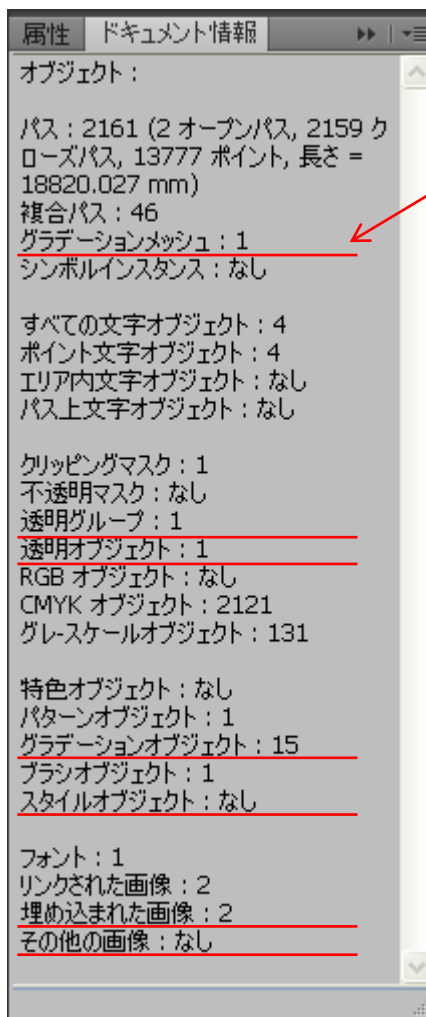 属性 ドキュメント情報
オブジェクト：
パス：2161 (2 オープンパス, 2159 ク
ローズパス, 13777 ポイント, 長さ =
18820.027 mm)
複合パス：46
グラデーションメッシュ：1
シンボルインスタンス：なし
すべての文字オブジェクト：4
ポイント文字オブジェクト：4
エリア内文字オブジェクト：なし
パス上文字オブジェクト：なし
クリッピングマスク：1
不透明マスク：なし
透明グループ：1
透明オブジェクト：1
RGB オブジェクト：なし
CMYK オブジェクト：2121
グレースケールオブジェクト：131
特色オブジェクト：なし
パターンオブジェクト：1
グラデーションオブジェクト：15
ブラシオブジェクト：1
スタイルオブジェクト：なし
フォント：1
リンクされた画像：2
埋め込まれた画像：2
その他の画像：なし